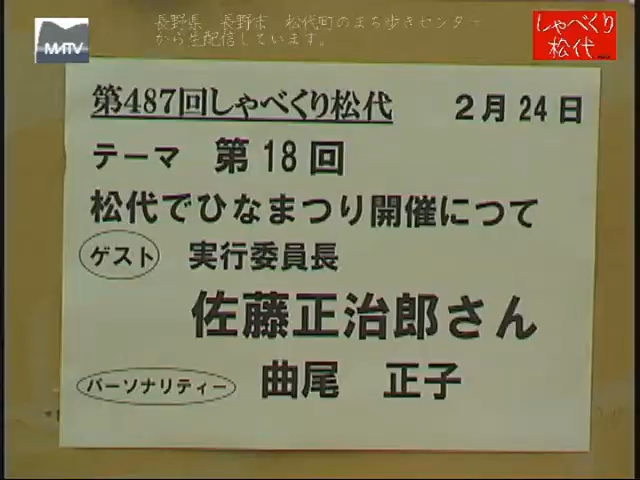 MATV
長野県 長野市 松代町のまち歩きセンター
から生配信しています。
しゃべくり
松代
第487回しゃべくり松代 2月24日
テーマ 第18回
松代でひなまつり開催につて
ゲスト 実行委員長
佐藤正治郎さん
パーソナリティー 曲尾 正子